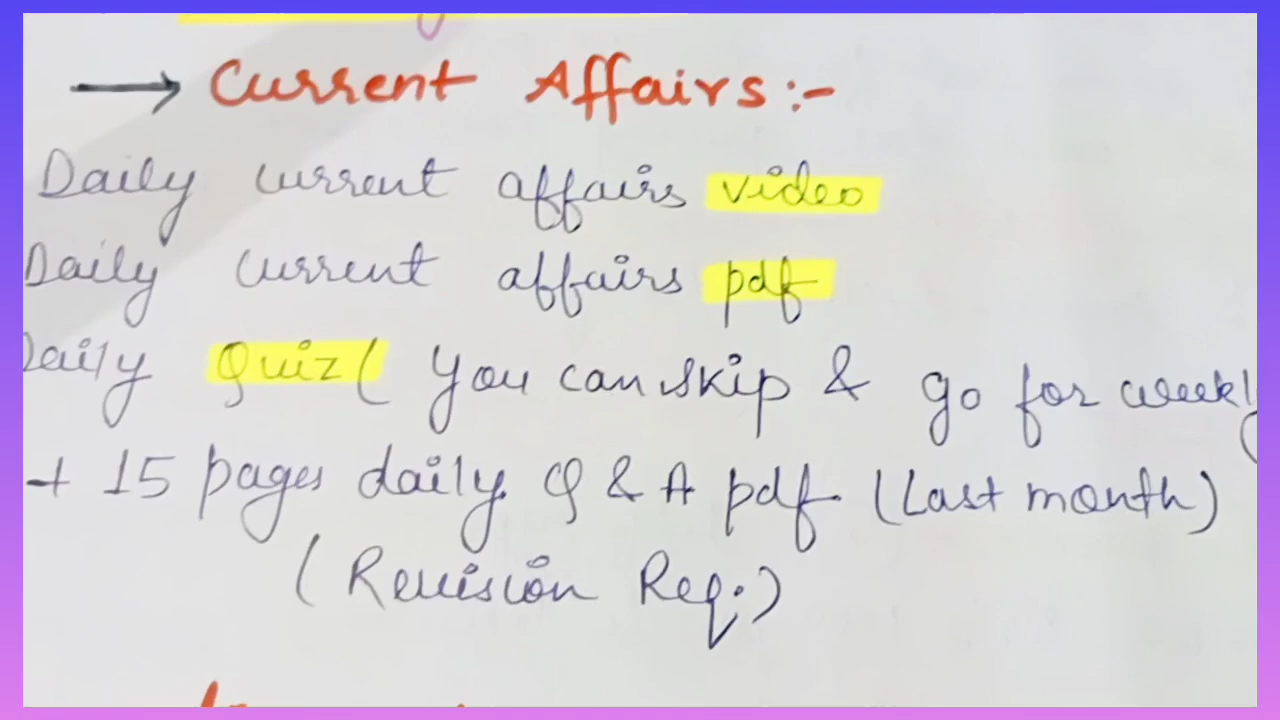 → Current Affairs :-
Daily current affairs video
Daily current affairs pdf
Daily Quiz ( You can skip & go for weekly
+ 15 pages daily Q & A pdf (Last month)
( Revision Req. )